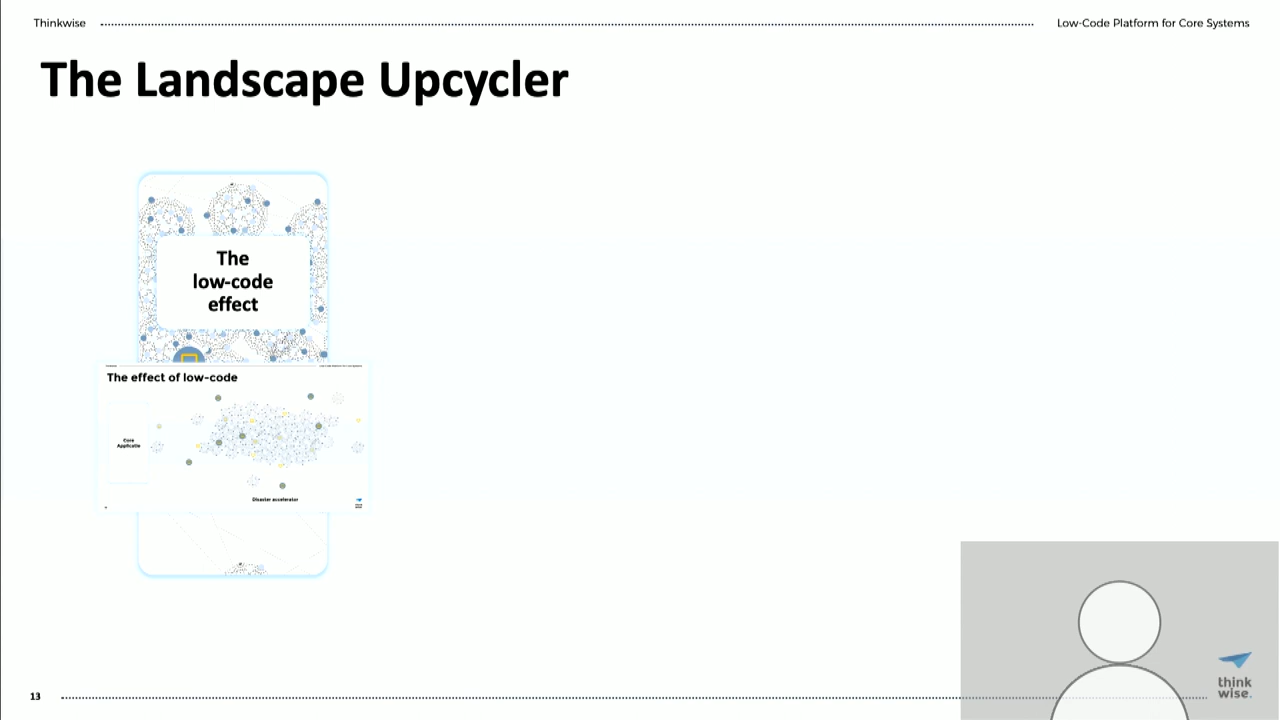 Thinkwise
Low-Code Platform for Core Systems
The Landscape Upcycler
The
low-code
effect
The effect of low-code
Core
Applicatio
Disaster accelerator
13
think
wise.